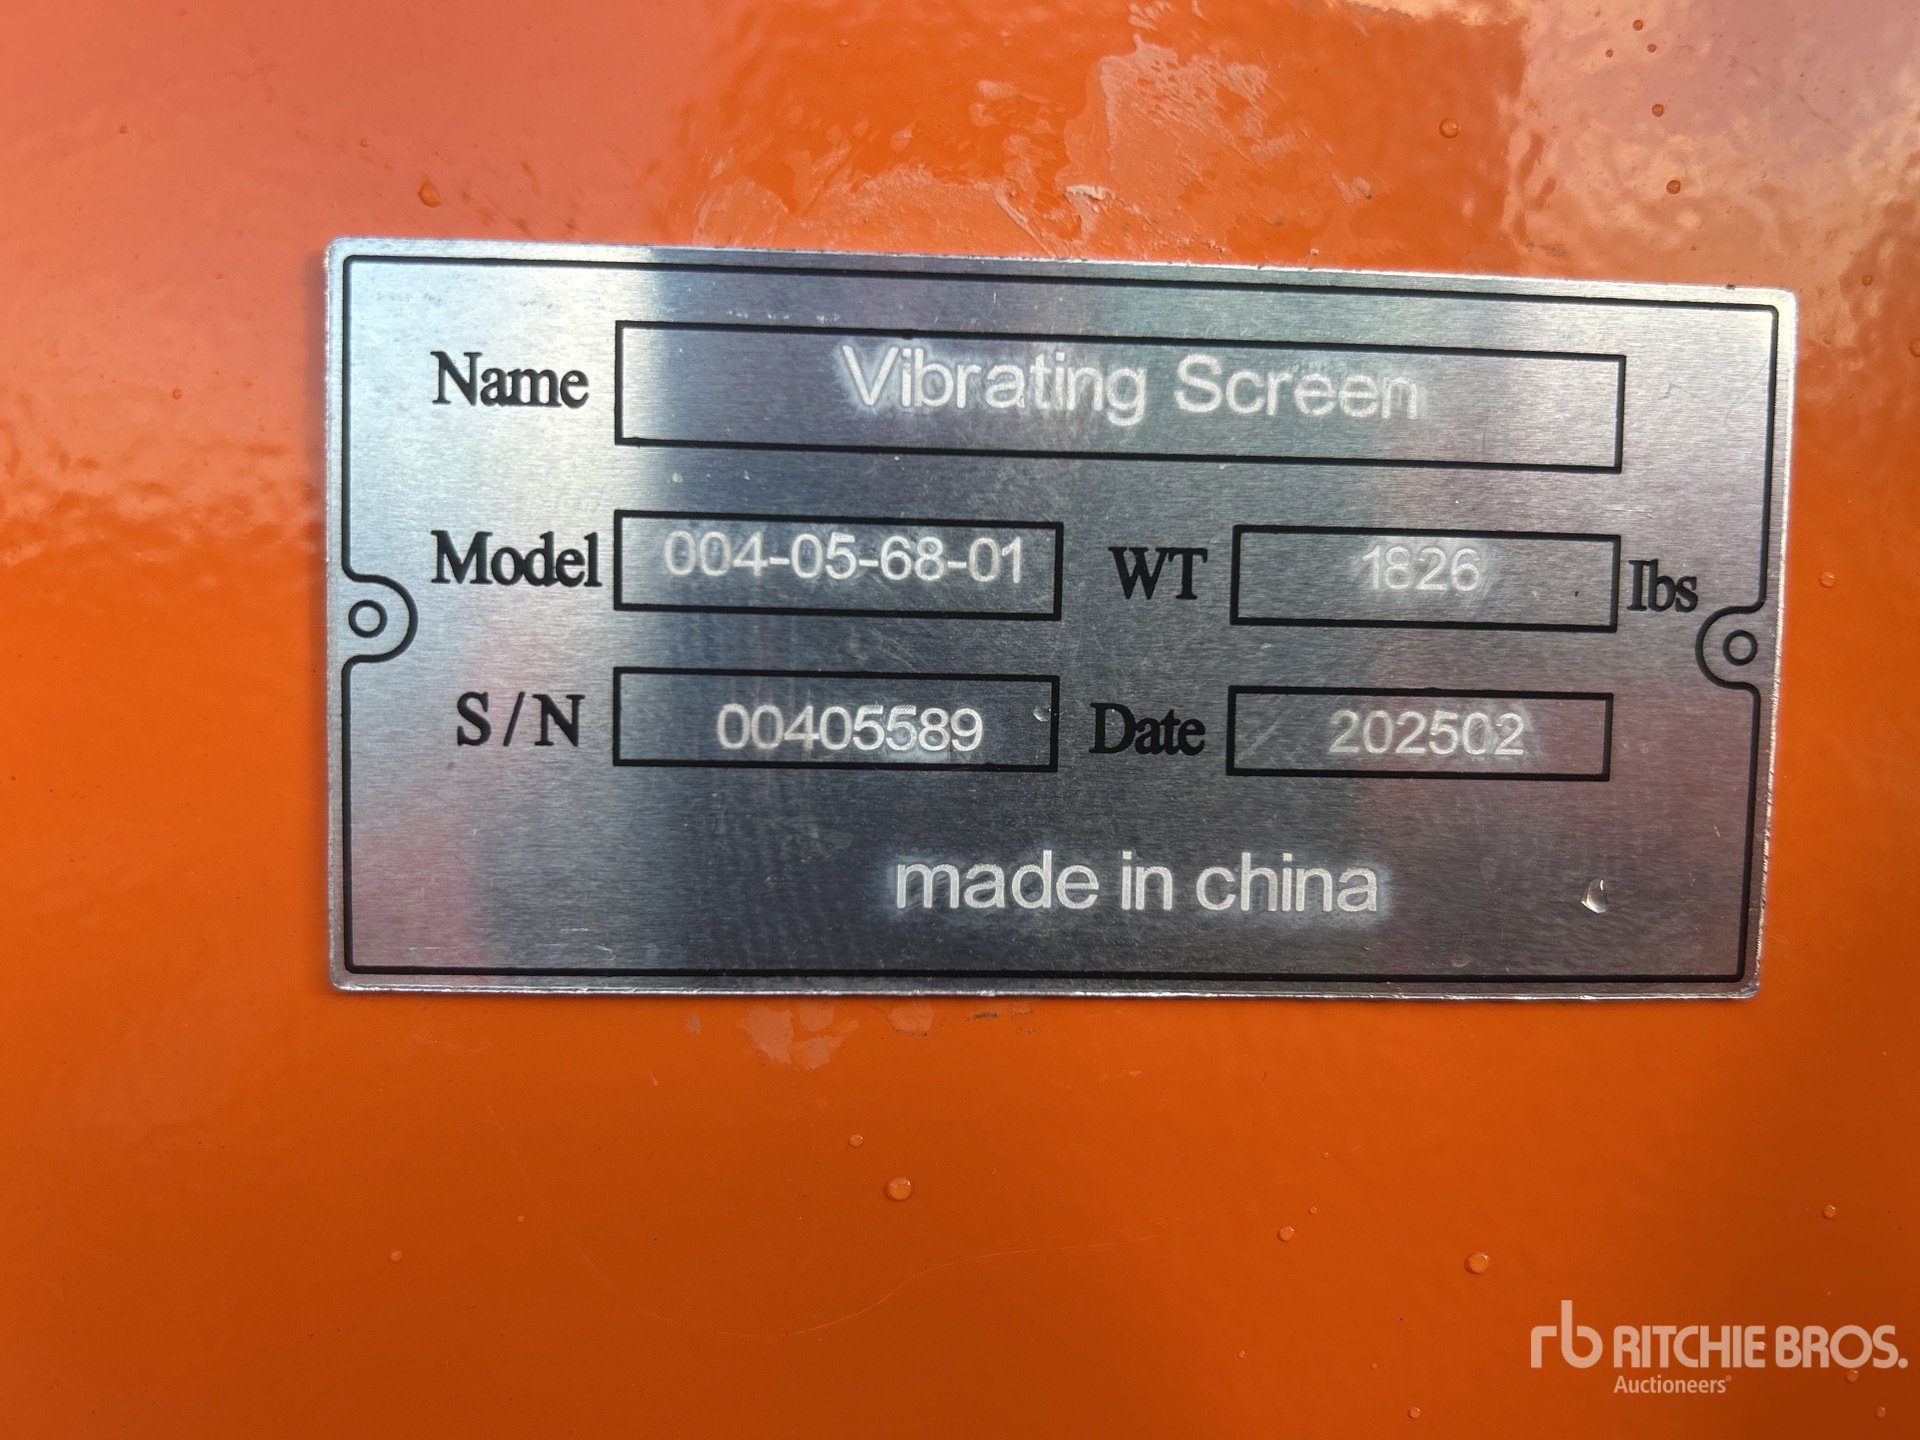 Name Vibrating Screen
Model 004-05-68-01 WT 1826 Ibs
S/N 00405589 Date 202502
made in china
rb RITCHIE BROS.
Auctioneers